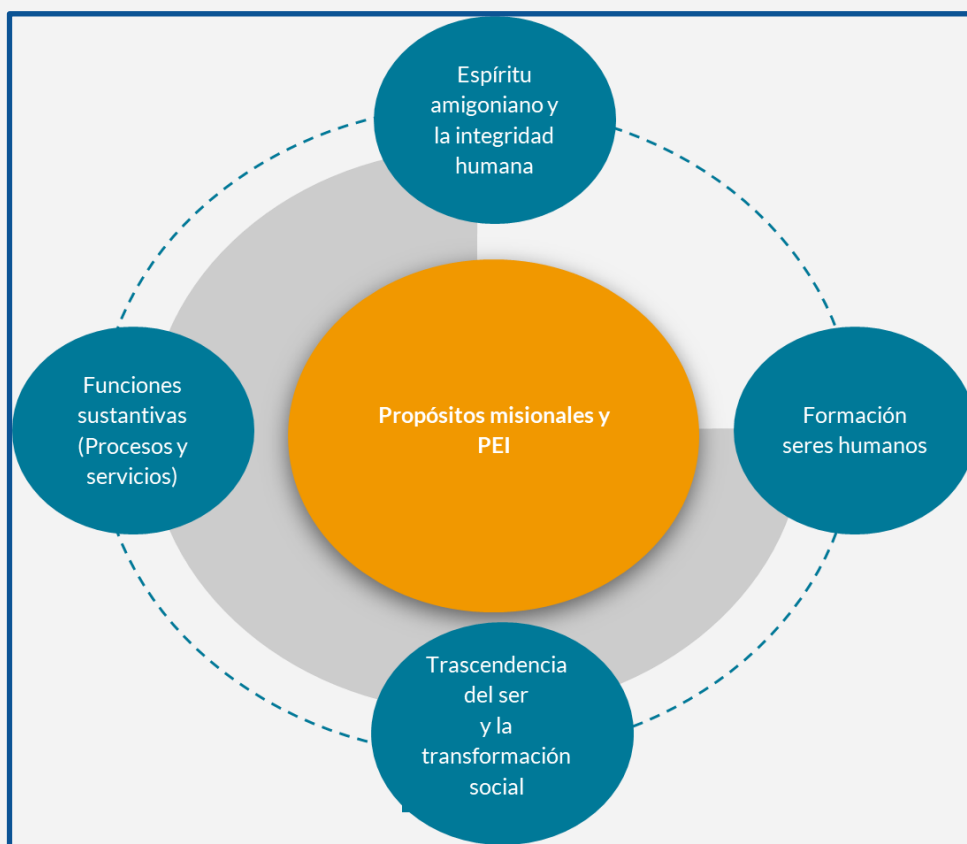 Espíritu
amigoniano y
la integridad
humana
Funciones
sustantivas
(Procesos y
servicios)
Propósitos misionales y
PEI
Formación
seres humanos
Trascendencia
del ser
y la
transformación
social